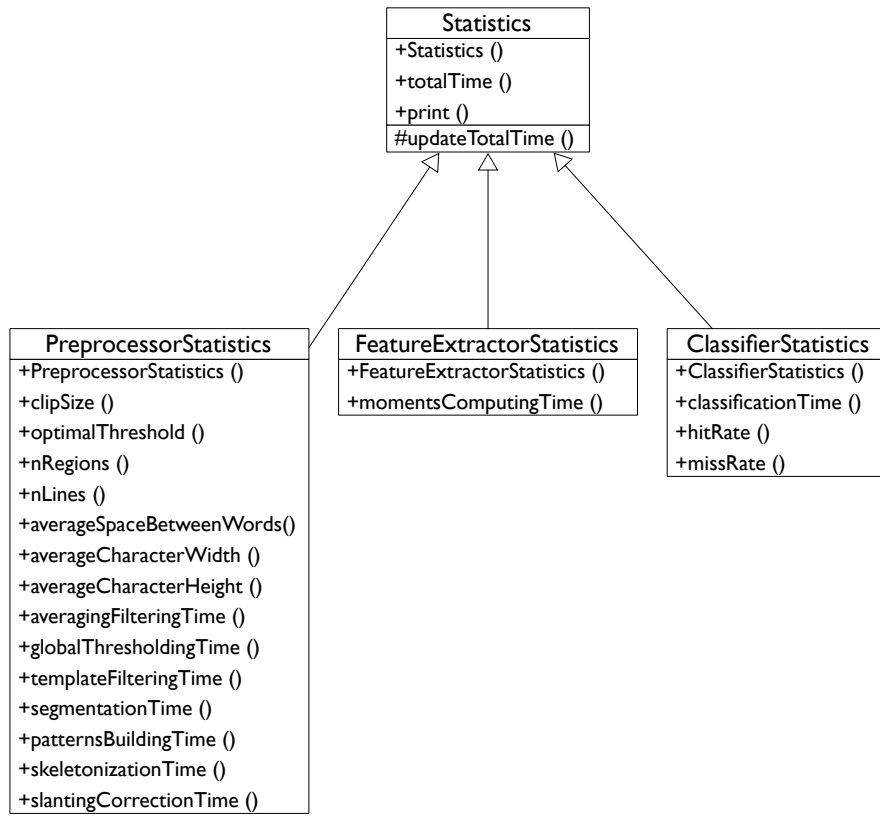 Statistics
+Statistics ()
+totalTime ()
+print ()
#updateTotalTime ()
PreprocessorStatistics
+PreprocessorStatistics ()
+clipSize ()
+optimalThreshold ()
+nRegions ()
+nLines ()
+averageSpaceBetweenWords()
+averageCharacterWidth ()
+averageCharacterHeight ()
+averagingFilteringTime ()
+globalThresholdingTime ()
+templateFilteringTime ()
+segmentationTime ()
+patternsBuildingTime ()
+skeletonizationTime ()
+slantingCorrectionTime ()
FeatureExtractorStatistics
+FeatureExtractorStatistics ()
+momentsComputingTime ()
ClassifierStatistics
+ClassifierStatistics ()
+classificationTime ()
+hitRate ()
+missRate ()